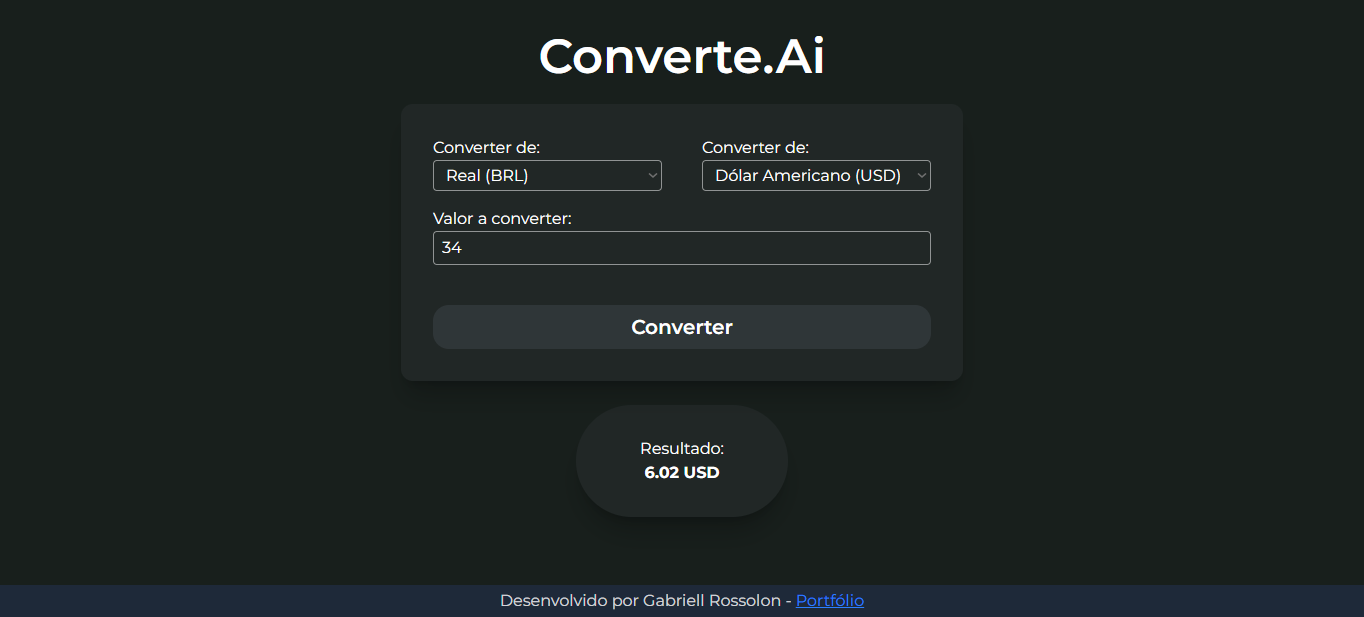 Converte.Ai
Converter de:
Real (BRL)
Converter de:
Dólar Americano (USD)
Valor a converter:
34
Converter
Resultado:
6.02 USD
Desenvolvido por Gabriell Rossolon - Portfólio